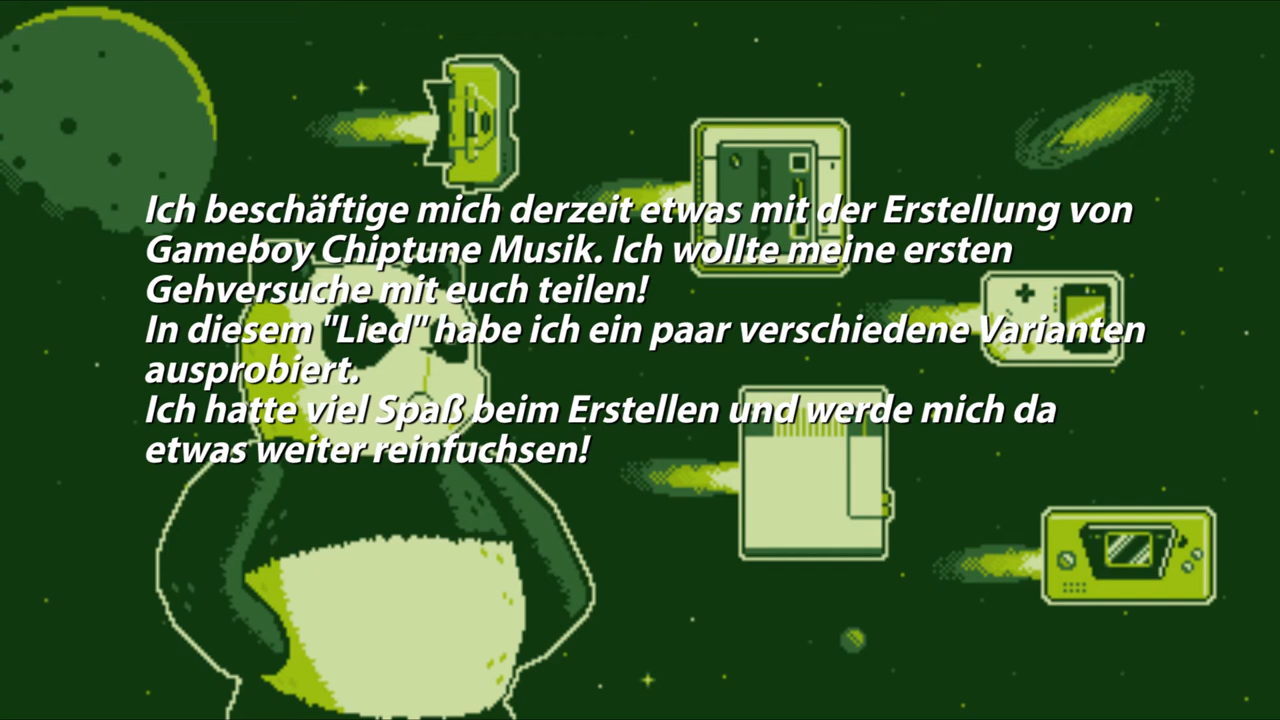 Ich beschäftige mich derzeit etwas mit der Erstellung von
Gameboy Chiptune Musik. Ich wollte meine ersten
Gehversuche mit euch teilen!
In diesem "Lied" habe ich ein paar verschiedene Varianten
ausprobiert.
Ich hatte viel Spaß beim Erstellen und werde mich da
etwas weiter reinfuchsen!